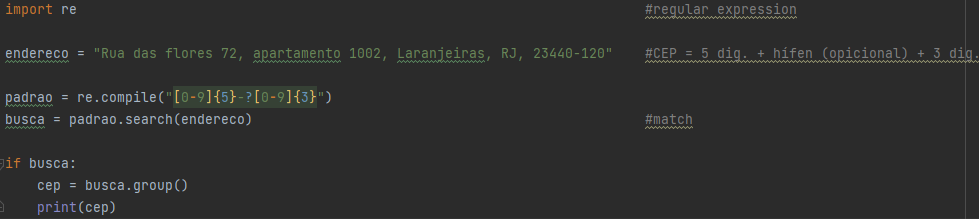 import re #regular expression
endereco = "Rua das flores 72, apartamento 1002, Laranjeiras, RJ, 23440-120" #CEP = 5 dig. + hífen (opicional) + 3 dig.
padrao = re.compile("[0-9]{5}-?[0-9]{3}")
busca = padrao.search(endereco) #match
if busca:
cep = busca.group()
print(cep)